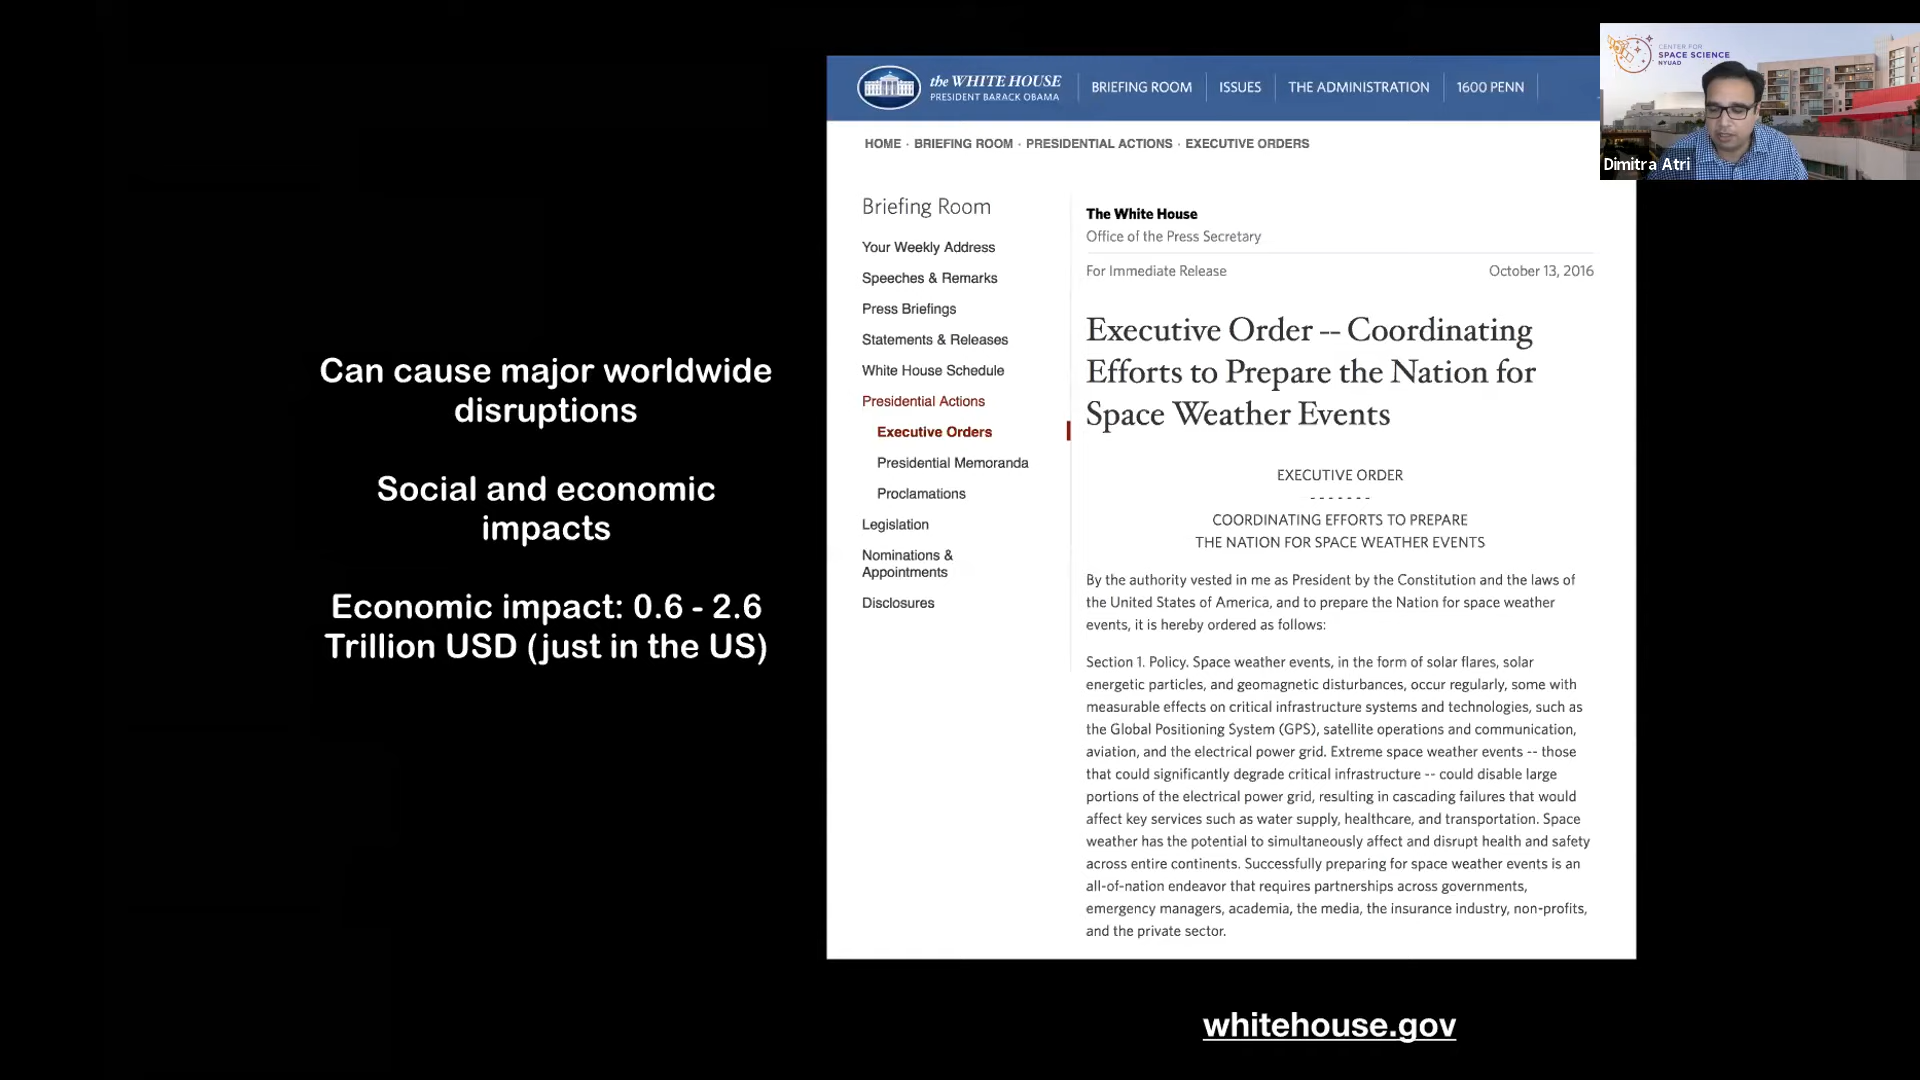 Can cause major worldwide
disruptions
Social and economic
impacts
Economic impact: 0.6 - 2.6
Trillion USD (just in the US)
the WHITE HOUSE
PRESIDENT BARACK OBAMA
BRIEFING ROOM
ISSUES
THE ADMINISTRATION
1600 PENN
HOME · BRIEFING ROOM · PRESIDENTIAL ACTIONS · EXECUTIVE ORDERS
Briefing Room
Your Weekly Address
Speeches & Remarks
Press Briefings
Statements & Releases
White House Schedule
Presidential Actions
Executive Orders
Presidential Memoranda
Proclamations
Legislation
Nominations &
Appointments
Disclosures
The White House
Office of the Press Secretary
For Immediate Release
October 13, 2016
Executive Order -- Coordinating
Efforts to Prepare the Nation for
Space Weather Events
EXECUTIVE ORDER
- - - - - - -
COORDINATING EFFORTS TO PREPARE
THE NATION FOR SPACE WEATHER EVENTS
By the authority vested in me as President by the Constitution and the laws of
the United States of America, and to prepare the Nation for space weather
events, it is hereby ordered as follows:
Section 1. Policy. Space weather events, in the form of solar flares, solar
energetic particles, and geomagnetic disturbances, occur regularly, some with
measurable effects on critical infrastructure systems and technologies, such as
the Global Positioning System (GPS), satellite operations and communication,
aviation, and the electrical power grid. Extreme space weather events -- those
that could significantly degrade critical infrastructure -- could disable large
portions of the electrical power grid, resulting in cascading failures that would
affect key services such as water supply, healthcare, and transportation. Space
weather has the potential to simultaneously affect and disrupt health and safety
across entire continents. Successfully preparing for space weather events is an
all-of-nation endeavor that requires partnerships across governments,
emergency managers, academia, the media, the insurance industry, non-profits,
and the private sector.
whitehouse.gov
CENTER FOR
SPACE SCIENCE
NYUAD
Dimitra Atri